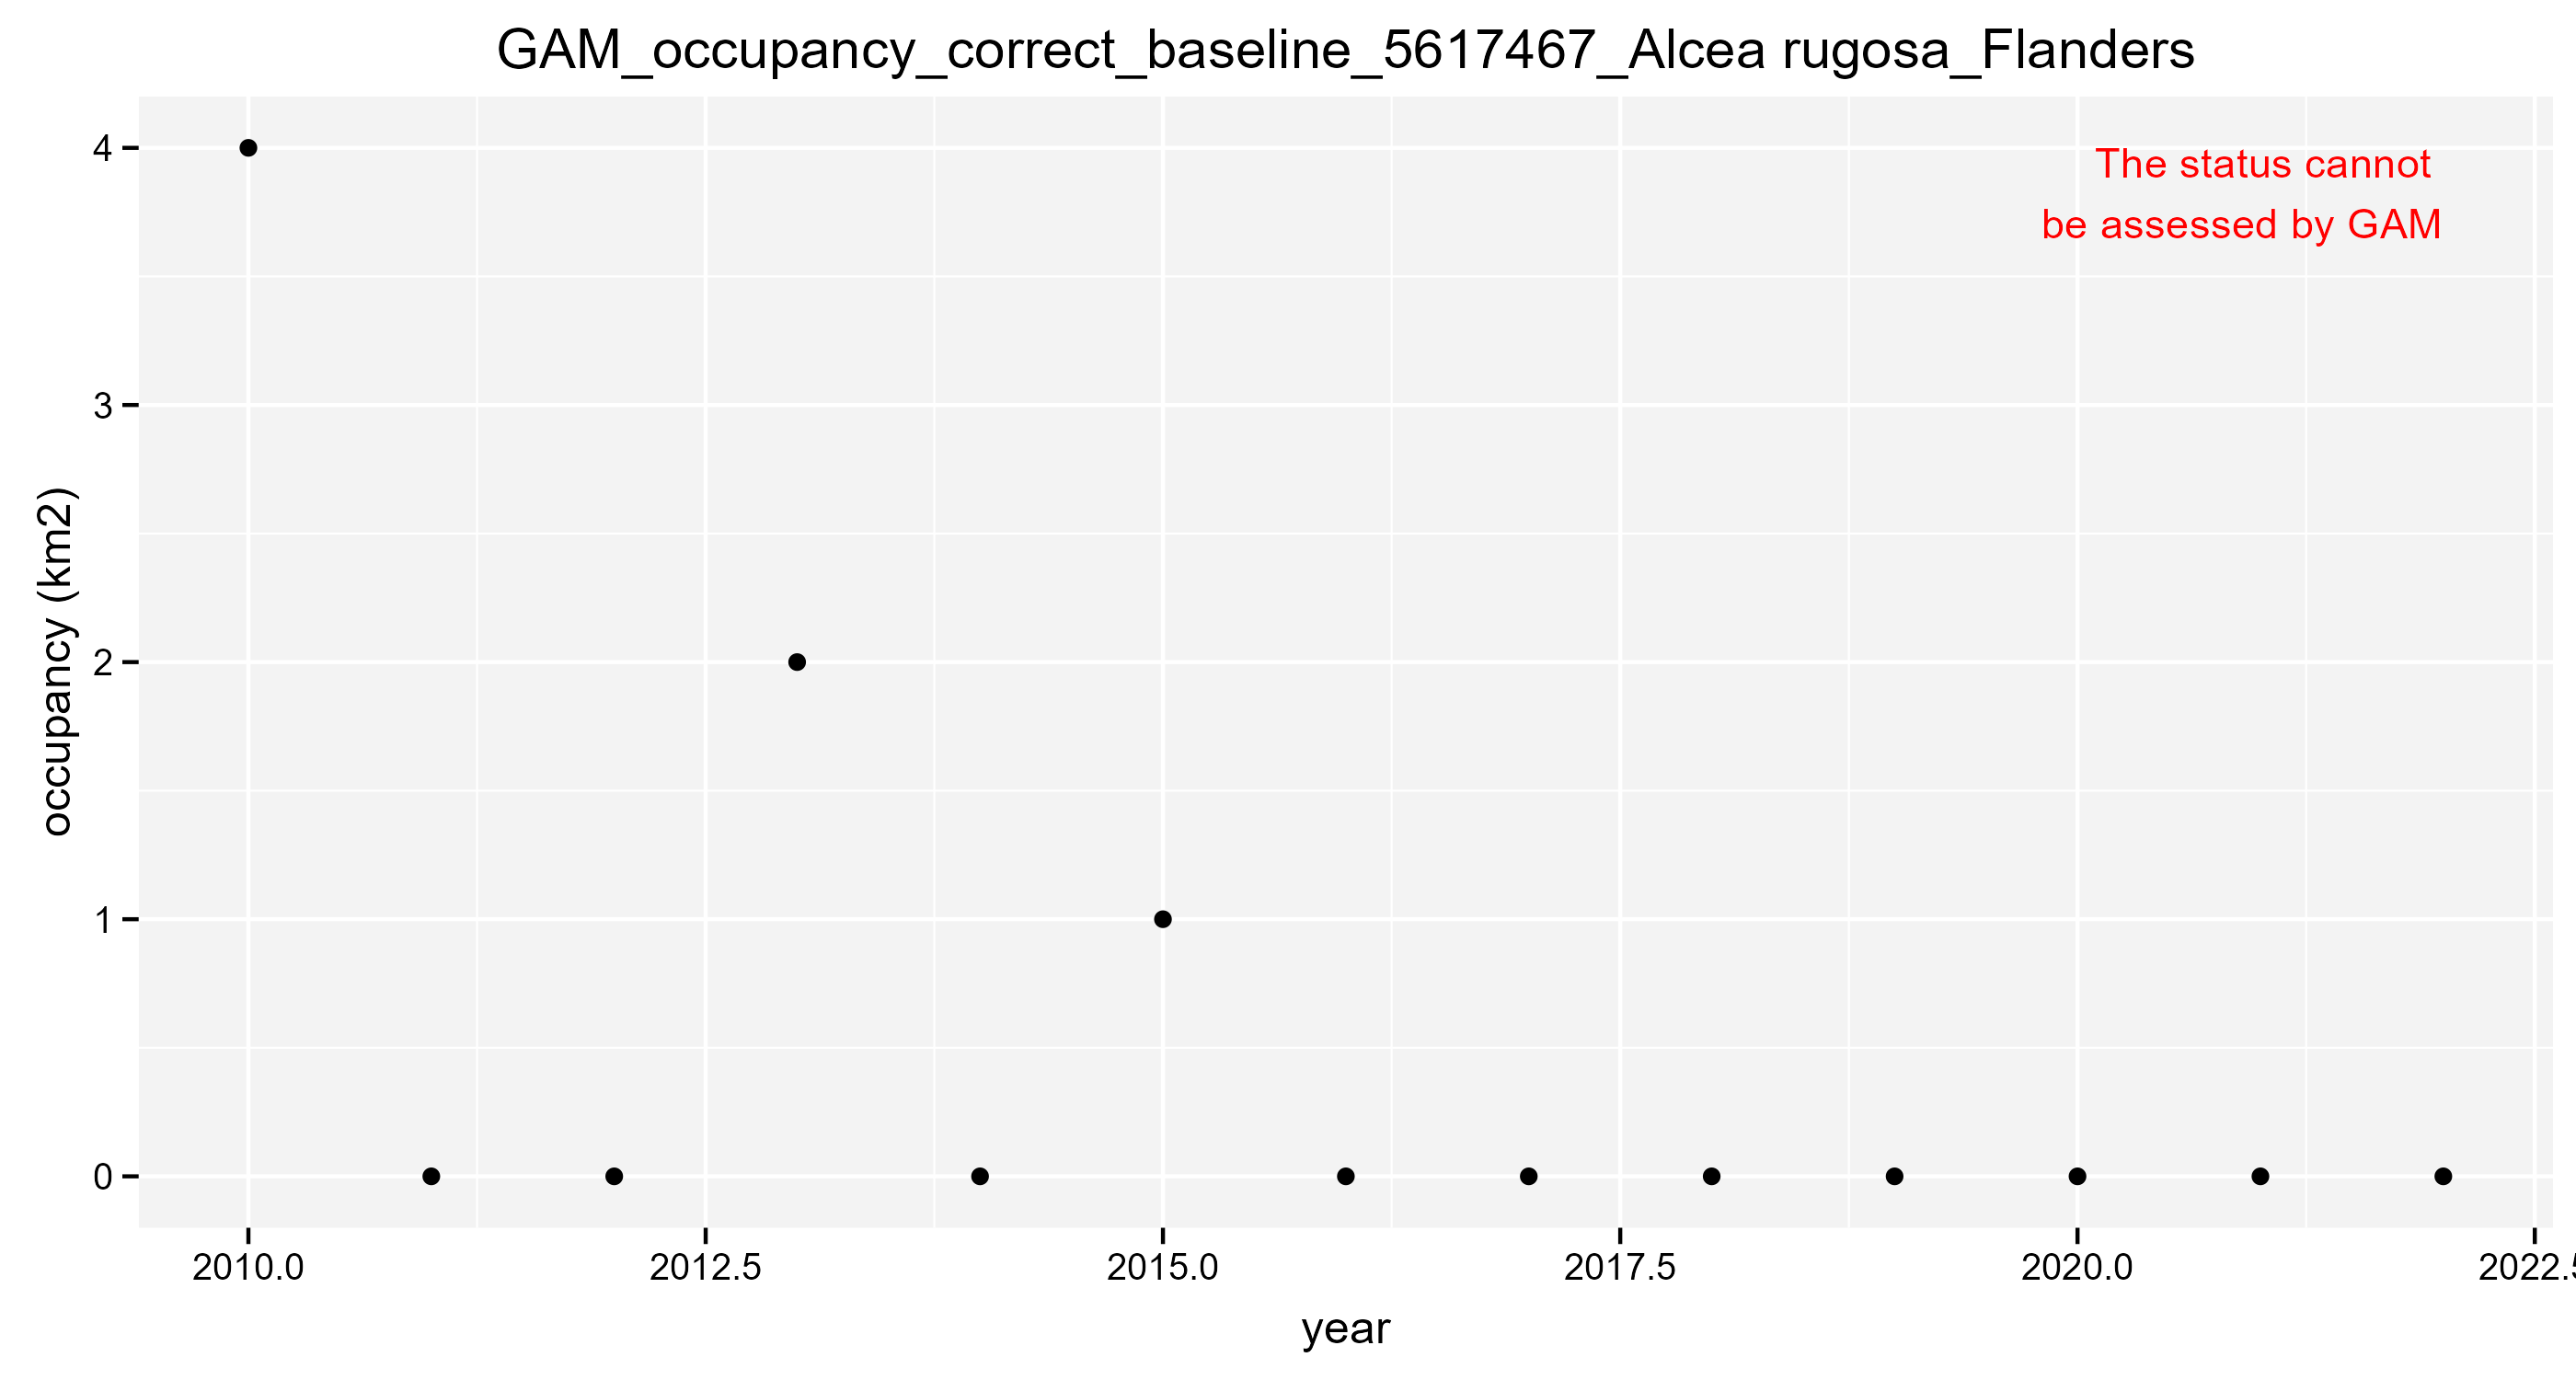 GAM_occupancy_correct_baseline_5617467_Alcea rugosa_Flanders
The status cannot
be assessed by GAM
4
3
2
1
0
occupancy (km2)
2010.0 2012.5 2015.0 2017.5 2020.0 2022.5
year